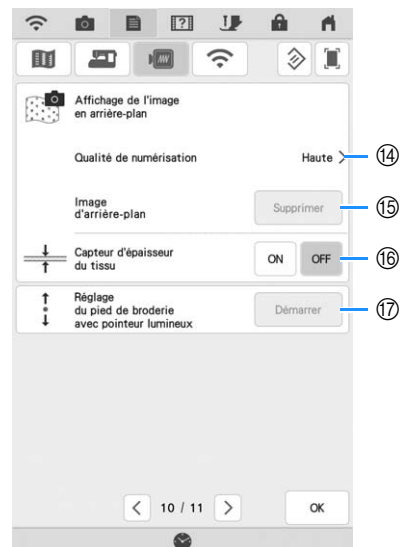 Affichage de l'image
en arrière-plan
Qualité de numérisation
Haute >
⑭
Image
d'arrière-plan
Supprimer
⑮
Capteur d'épaisseur
du tissu
ON
OFF
⑯
Réglage
du pied de broderie
avec pointeur lumineux
Démarrer
⑰
< 10 / 11 >
OK